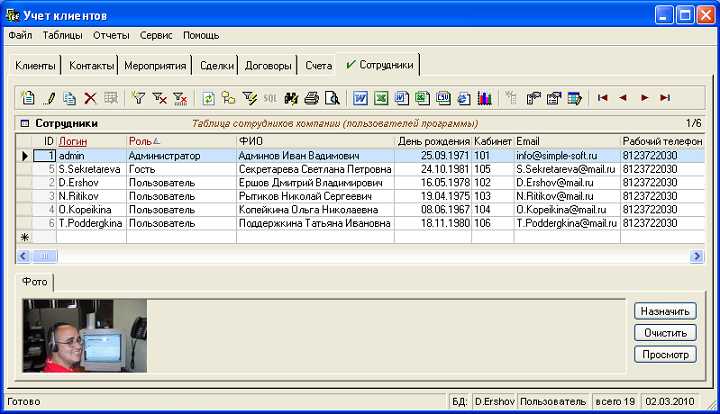 Учет клиентов
Файл Таблицы Отчеты Сервис Помощь
Клиенты Контакты Мероприятия Сделки Договоры Счета Сотрудники
SQL CSV
Сотрудники Таблица сотрудников компании (пользователей программы) 1/6
ID Логин Роль ФИО День рождения Кабинет Email Рабочий телефон
1 admin Администратор Админов Иван Вадимович 25.09.1971 101 info@simple-soft.ru 8123722030
5 S.Sekretareva Гость Секретарева Светлана Петровна 24.10.1981 105 S.Sekretareva@mail.ru 8123722030
2 D.Ershov Пользователь Ершов Дмитрий Владимирович 16.05.1978 102 D.Ershov@mail.ru 8123722030
3 N.Ritikov Пользователь Рытиков Николай Сергеевич 19.04.1975 103 N.Ritikov@mail.ru 8123722030
4 O.Kopeikina Пользователь Копейкина Ольга Николаевна 08.06.1967 104 O.Kopeikina@mail.ru 8123722030
6 T.Poddergkina Пользователь Поддержкина Татьяна Ивановна 18.11.1980 106 T.Poddergkina@mail.ru 8123722030
Фото
Назначить
Очистить
Просмотр
Готово БД: D.Ershov Пользователь всего 19 02.03.2010